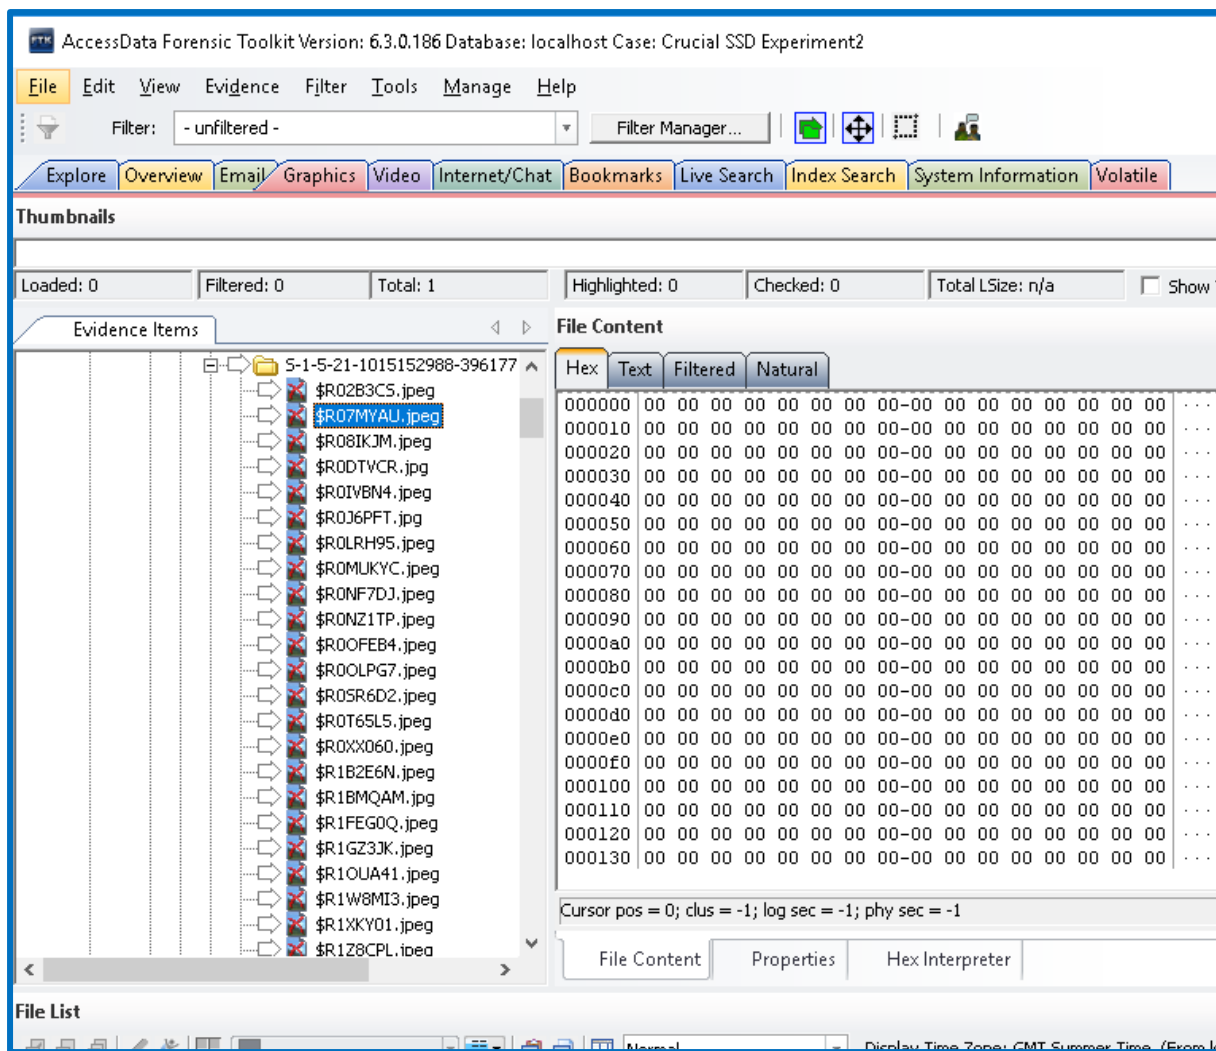 FTK AccessData Forensic Toolkit Version: 6.3.0.186 Database: localhost Case: Crucial SSD Experiment2
File Edit View Evidence Filter Tools Manage Help
Filter: - unfiltered - Filter Manager...
Explore Overview Email Graphics Video Internet/Chat Bookmarks Live Search Index Search System Information Volatile
Thumbnails
Loaded: 0 Filtered: 0 Total: 1 Highlighted: 0 Checked: 0 Total LSize: n/a Show
Evidence Items
S-1-5-21-1015152988-396177
$R02B3CS.jpeg
$R07MYAU.jpeg
$R08IKJM.jpeg
$R0DTVCR.jpg
$R0IVBN4.jpeg
$R0J6PFT.jpg
$R0LRH95.jpeg
$R0MUKYC.jpeg
$R0NF7DJ.jpeg
$R0NZ1TP.jpeg
$R0OFEB4.jpeg
$R0OLPG7.jpeg
$R0SR6D2.jpeg
$R0T65L5.jpeg
$R0XX060.jpeg
$R1B2E6N.jpeg
$R1BMQAM.jpg
$R1FEG0Q.jpeg
$R1GZ3JK.jpeg
$R1OUA41.jpeg
$R1W8MI3.jpeg
$R1XKY01.jpeg
$R1Z8CPL.jpeg
File Content
Hex Text Filtered Natural
000000 00 00 00 00 00 00 00 00-00 00 00 00 00 00 00 00 ...
000010 00 00 00 00 00 00 00 00-00 00 00 00 00 00 00 00 ...
000020 00 00 00 00 00 00 00 00-00 00 00 00 00 00 00 00 ...
000030 00 00 00 00 00 00 00 00-00 00 00 00 00 00 00 00 ...
000040 00 00 00 00 00 00 00 00-00 00 00 00 00 00 00 00 ...
000050 00 00 00 00 00 00 00 00-00 00 00 00 00 00 00 00 ...
000060 00 00 00 00 00 00 00 00-00 00 00 00 00 00 00 00 ...
000070 00 00 00 00 00 00 00 00-00 00 00 00 00 00 00 00 ...
000080 00 00 00 00 00 00 00 00-00 00 00 00 00 00 00 00 ...
000090 00 00 00 00 00 00 00 00-00 00 00 00 00 00 00 00 ...
0000a0 00 00 00 00 00 00 00 00-00 00 00 00 00 00 00 00 ...
0000b0 00 00 00 00 00 00 00 00-00 00 00 00 00 00 00 00 ...
0000c0 00 00 00 00 00 00 00 00-00 00 00 00 00 00 00 00 ...
0000d0 00 00 00 00 00 00 00 00-00 00 00 00 00 00 00 00 ...
0000e0 00 00 00 00 00 00 00 00-00 00 00 00 00 00 00 00 ...
0000f0 00 00 00 00 00 00 00 00-00 00 00 00 00 00 00 00 ...
000100 00 00 00 00 00 00 00 00-00 00 00 00 00 00 00 00 ...
000110 00 00 00 00 00 00 00 00-00 00 00 00 00 00 00 00 ...
000120 00 00 00 00 00 00 00 00-00 00 00 00 00 00 00 00 ...
000130 00 00 00 00 00 00 00 00-00 00 00 00 00 00 00 00 ...
Cursor pos = 0; clus = -1; log sec = -1; phy sec = -1
File Content Properties Hex Interpreter
File List
Normal Display Time Zone: GMT Summer Time (From